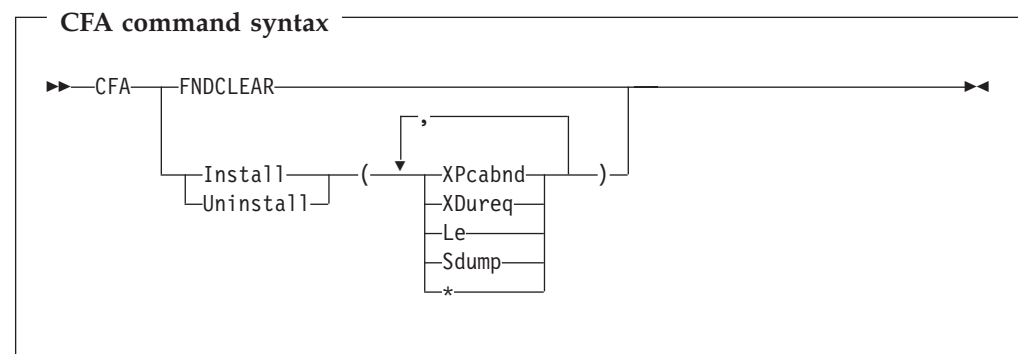 CFA command syntax
CFA FNDCLEAR
,
Install ( XPcabnd )
Uninstall XDureq
Le
Sdump
*